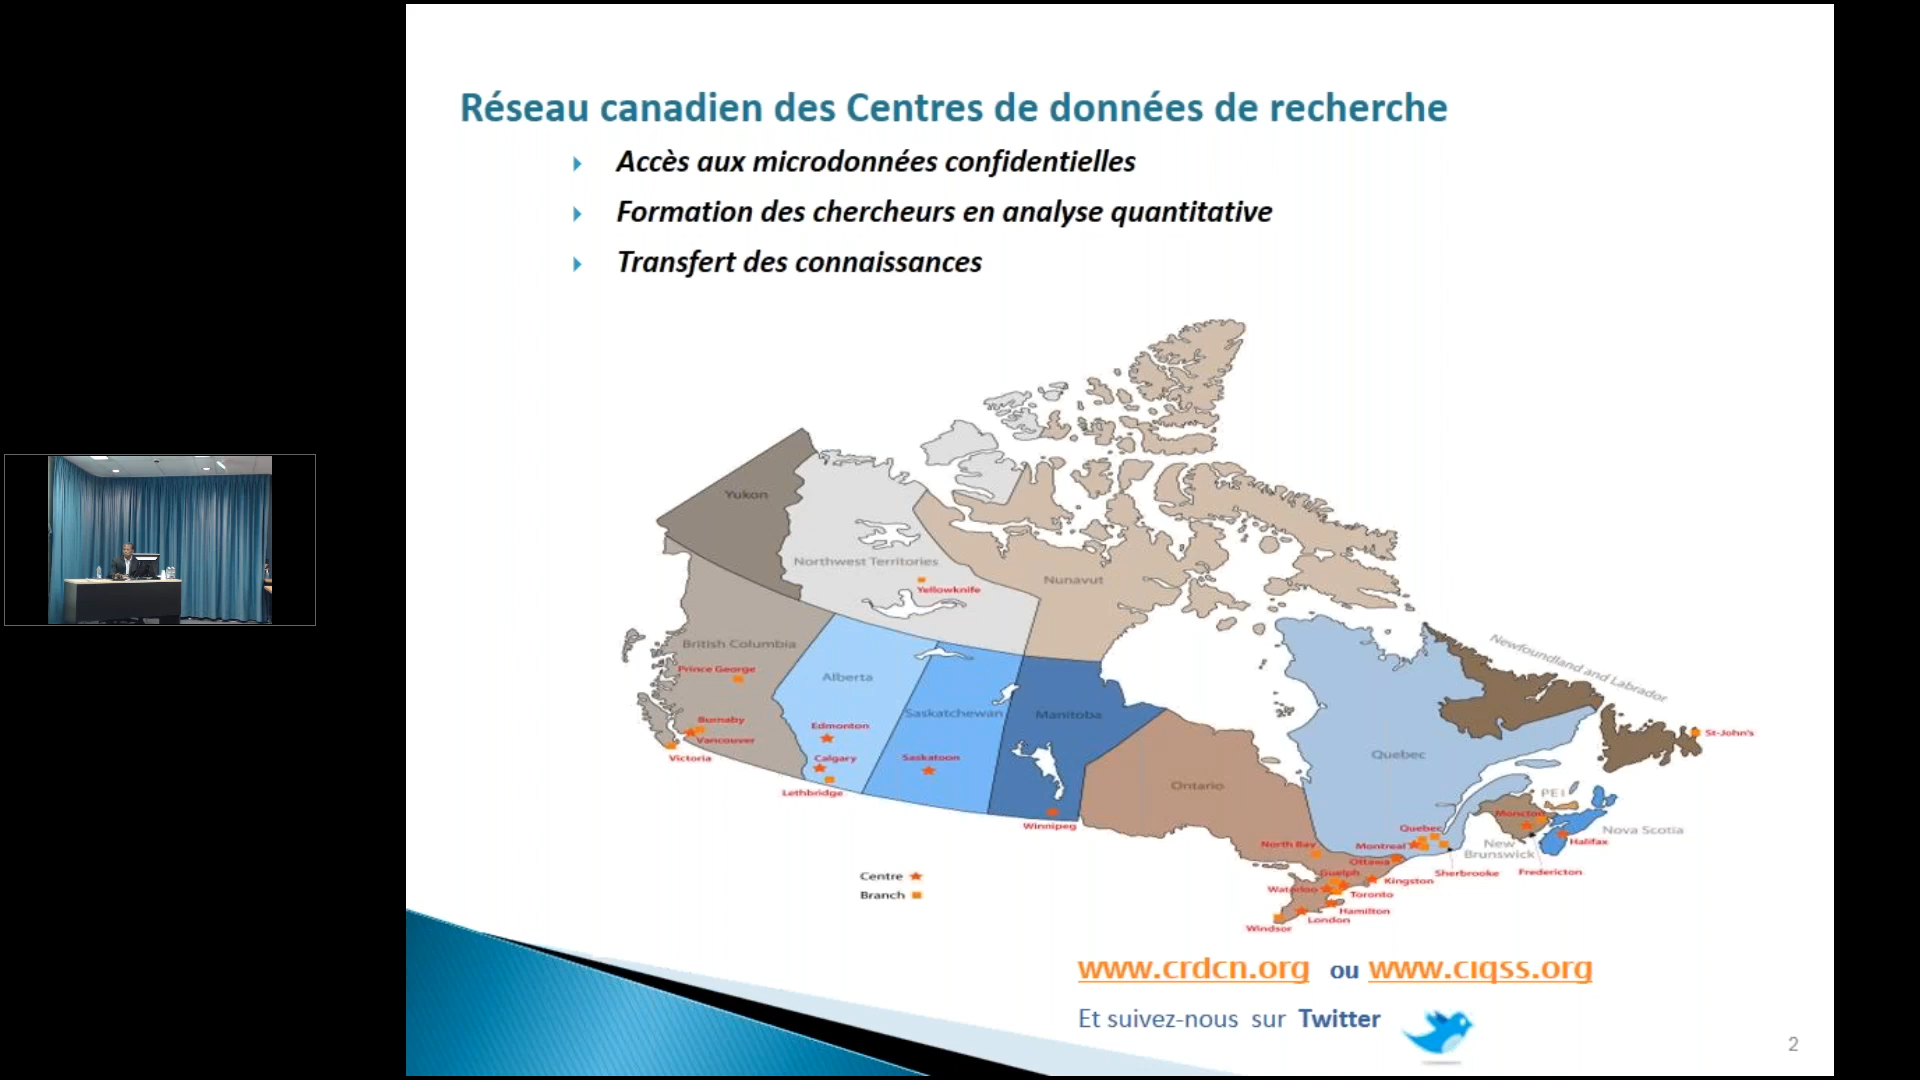 Réseau canadien des Centres de données de recherche
Accès aux microdonnées confidentielles
Formation des chercheurs en analyse quantitative
Transfert des connaissances
Yukon
Northwest Territories
Yellowknife
Nunavut
British Columbia
Prince George
Burnaby
Vancouver
Victoria
Alberta
Edmonton
Calgary
Lethbridge
Saskatchewan
Saskatoon
Manitoba
Winnipeg
Ontario
North Bay
Ottawa
Guelph
Kingston
Waterloo
Toronto
Hamilton
London
Windsor
Quebec
Quebec
Montreal
Sherbrooke
Newfoundland and Labrador
St-John's
PEI
Moncton
Nova Scotia
Halifax
New
Brunswick
Fredericton
Centre
Branch
www.crdcn.org ou www.ciqss.org
Et suivez-nous sur Twitter
2